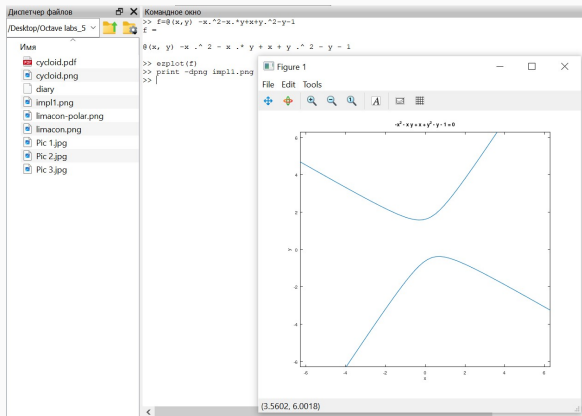 Диспетчер файлов
/Desktop/Octave labs_5
Имя
cycloid.pdf
cycloid.png
diary
impl1.png
limacon-polar.png
limacon.png
Pic 1.jpg
Pic 2.jpg
Pic 3.jpg
Командное окно
>> f=@(x,y) -x.^2-x.*y+x+y.^2-y-1
f =
@(x, y) -x .^ 2 - x .* y + x + y .^ 2 - y - 1
>> ezplot(f)
>> print -dpng impl1.png
>>
Figure 1
File Edit Tools
A
-x² - x y + x + y² - y - 1 = 0
6
4
2
0
-2
-4
-6
y
-6 -4 -2 0 2 4 6
x
(3.5602, 6.0018)